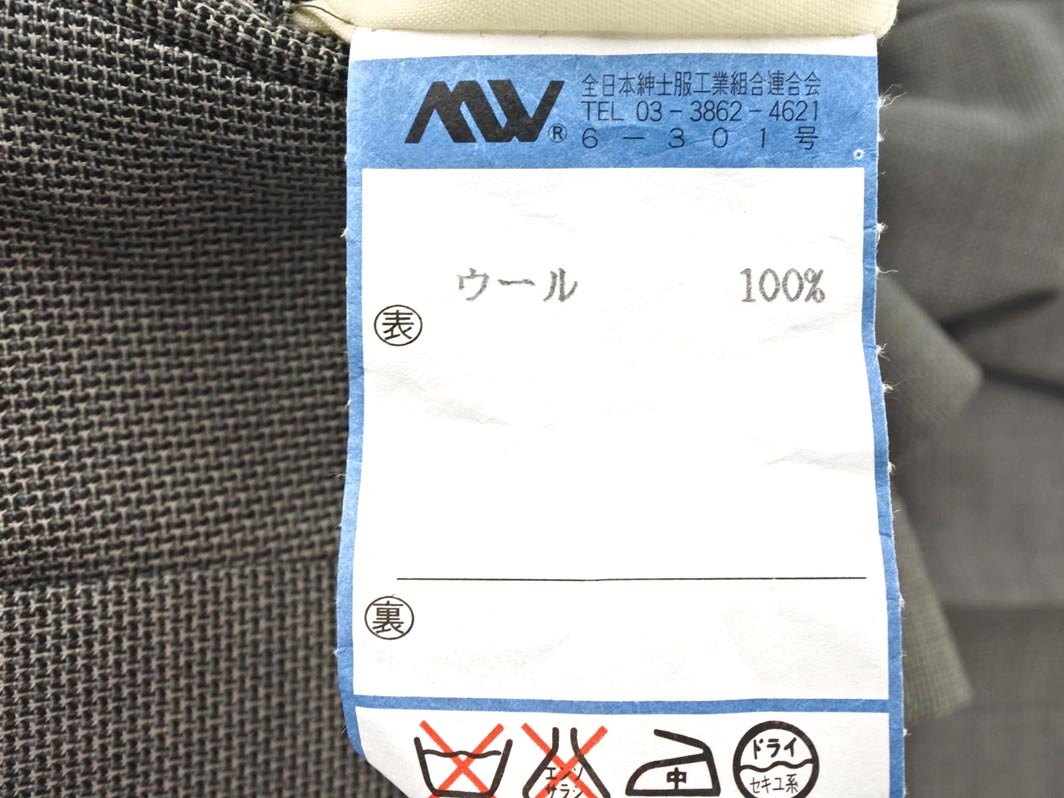 MW®
全日本紳士服工業組合連合会
TEL 03-3862-4621
6-301号
ウール 100%
表
裏
エンソ
サラシ
中
ドライ
セキユ系